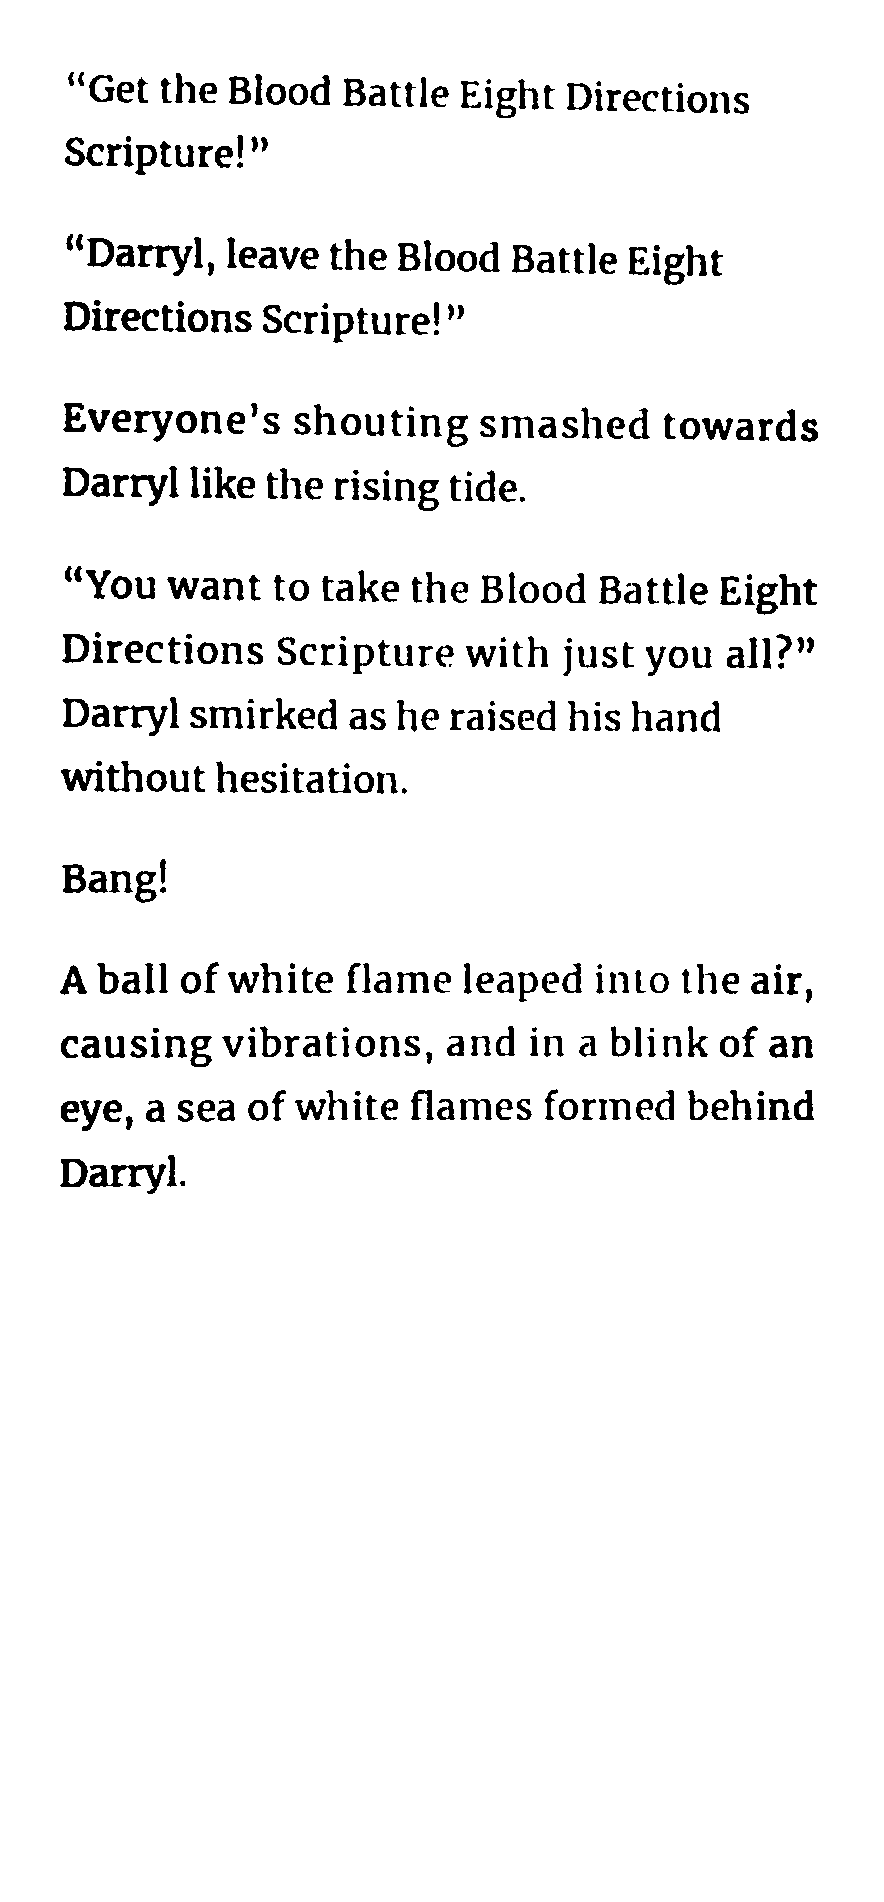 “Get the Blood Battle Eight Directions
Scripture!”
“Darryl, leave the Blood Battle Eight
Directions Scripture!”
Everyone’s shouting smashed towards
Darryl like the rising tide.
“You want to take the Blood Battle Eight
Directions Scripture with just you all?”
Darryl smirked as he raised his hand
without hesitation.
Bang!
A ball of white flame leaped into the air,
causing vibrations, and in a blink of an
eye, a sea of white flames formed behind
Darryl.